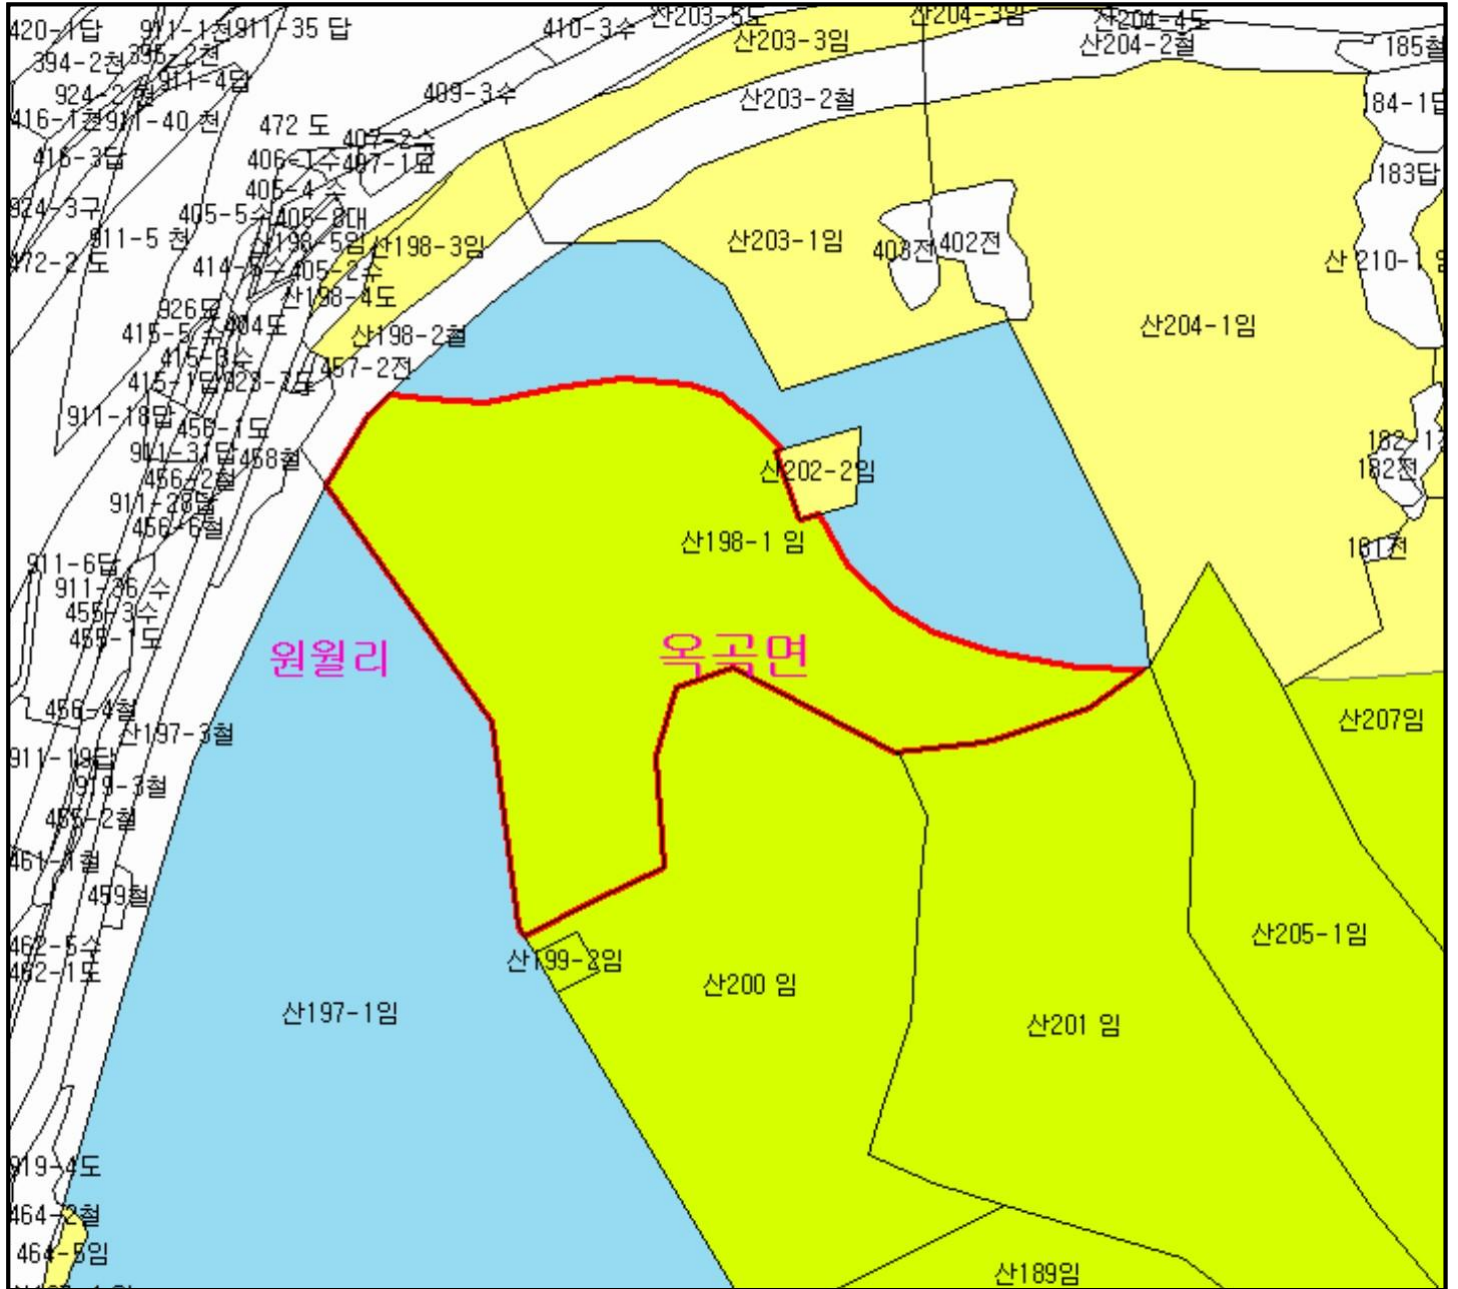 420-1답
911-1천
911-35 답
410-3수
산203-5도
산204-3임
산204-4도
산203-3임
산204-2철
185철
394-2천
395-2천
911-4답
409-3수
산203-2철
184-1답
416-1천
911-40 천
472 도
407-2수
416-3답
406-1수
407-1묘
183답
405-4 수
924-3구
405-5수
405-8대
911-5 천
산198-5임
산198-3임
산203-1임
403전
402전
472-2 도
414-5수
405-2수
산 210-1 임
산198-4도
926도
404도
산204-1임
415-5 수
산198-2철
415-3수
457-2전
415-1답
923-7도
911-18답
456-1도
911-31답
458철
456-2철
산202-2임
182전
911-28답
456-6철
산198-1 임
181전
911-6답
911-36 수
455-3수
455-1도
원월리
옥곡면
456-4철
산197-3철
산207임
911-19답
919-3철
455-2철
461-1철
459철
462-5수
산205-1임
462-1도
산199-2임
산200 임
산197-1임
산201 임
919-4도
464-2철
464-5임
산189임